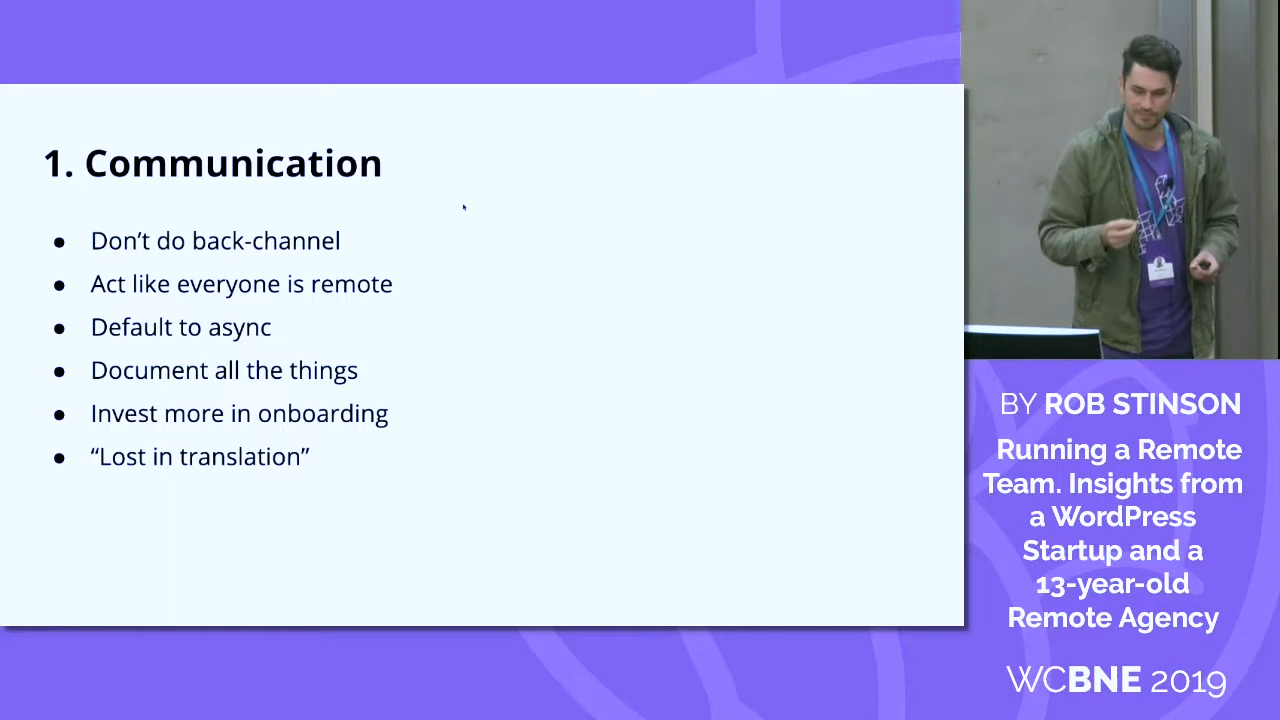 1. Communication
● Don’t do back-channel
● Act like everyone is remote
● Default to async
● Document all the things
● Invest more in onboarding
● “Lost in translation”
BY ROB STINSON
Running a Remote
Team. Insights from
a WordPress
Startup and a
13-year-old
Remote Agency
WCBNE 2019